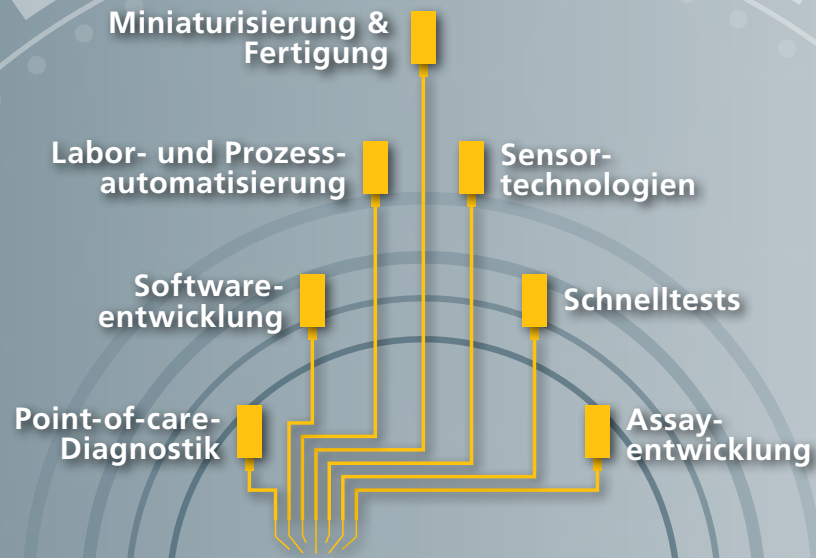 Miniaturisierung &
Fertigung
Labor- und Prozess-
automatisierung
Sensor-
technologien
Software-
entwicklung
Schnelltests
Point-of-care-
Diagnostik
Assay-
entwicklung